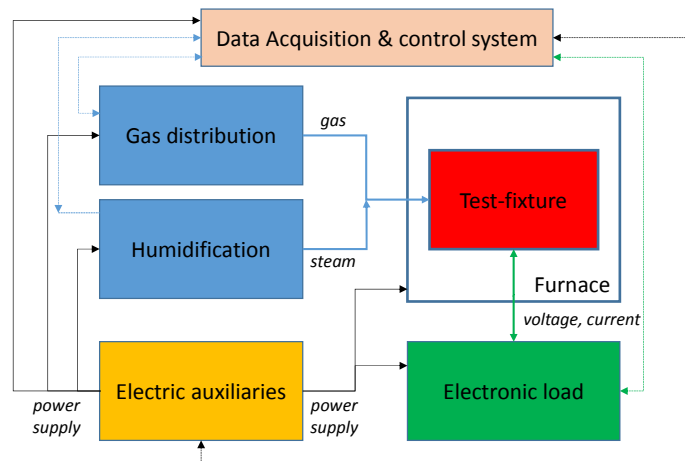 Data Acquisition & control system
Gas distribution
gas
Test-fixture
Humidification
steam
Furnace
voltage, current
Electric auxiliaries
Electronic load
power
supply
power
supply